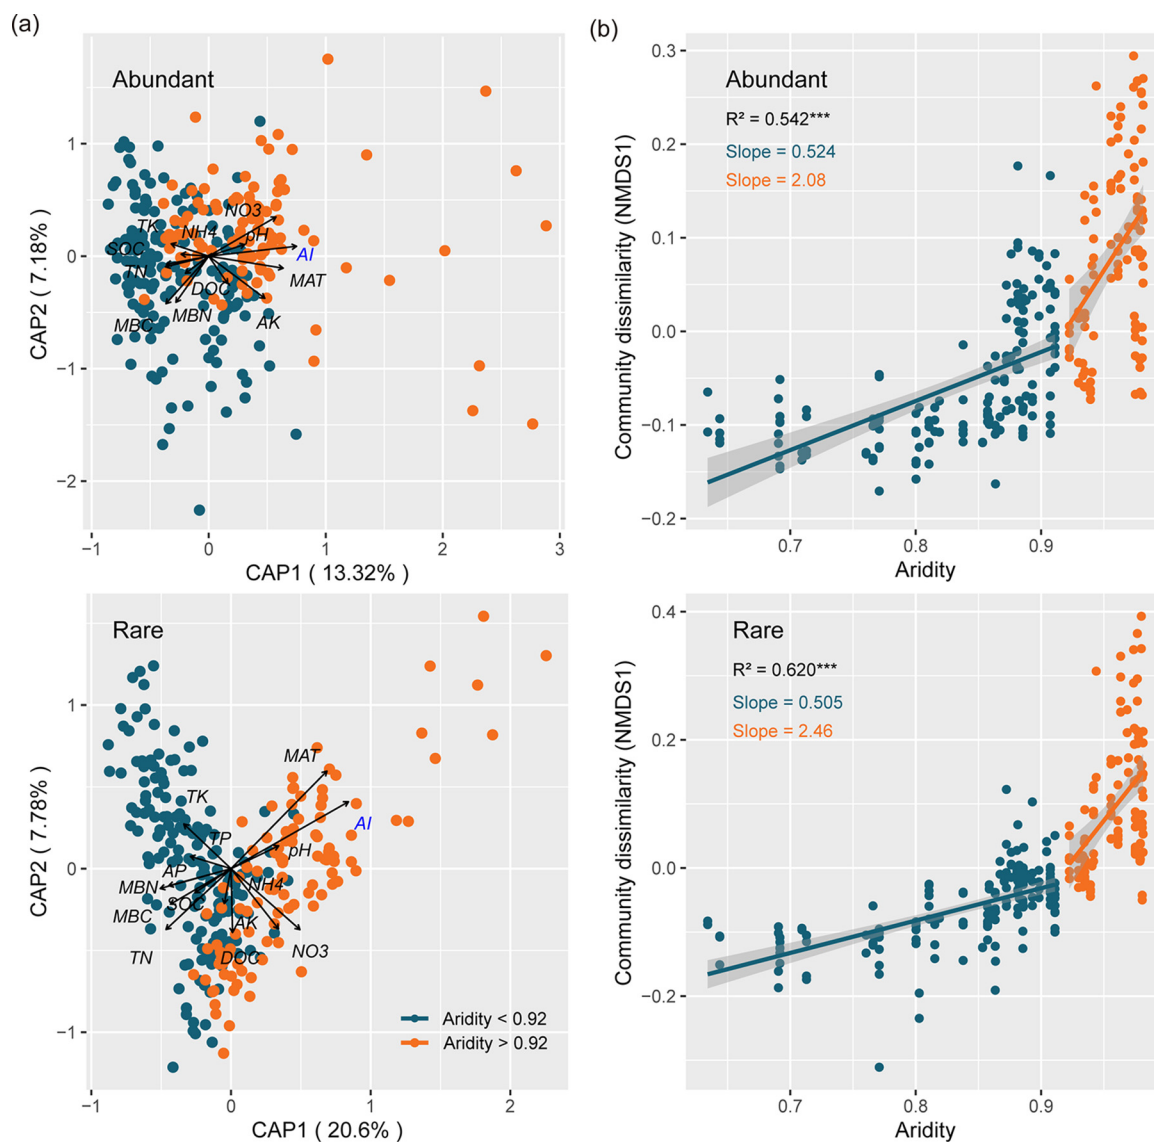 (a)
Abundant
1
0
−1
−2
CAP2 ( 7.18% )
NO3
TK
NH4
pH
SOC
AI
TN
MAT
DOC
MBN
MBC
AK
−1
0
1
2
3
CAP1 ( 13.32% )
(b)
Abundant
R² = 0.542***
Slope = 0.524
Slope = 2.08
0.3
0.2
0.1
0.0
−0.1
−0.2
Community dissimilarity (NMDS1)
0.7
0.8
0.9
Aridity
Rare
1
0
−1
CAP2 ( 7.78% )
MAT
TK
AI
TP
pH
AP
MBN
NH4
SOC
MBC
AK
TN
DOC
NO3
Aridity < 0.92
Aridity > 0.92
−1
0
1
2
CAP1 ( 20.6% )
Rare
R² = 0.620***
Slope = 0.505
Slope = 2.46
0.4
0.2
0.0
−0.2
Community dissimilarity (NMDS1)
0.7
0.8
0.9
Aridity